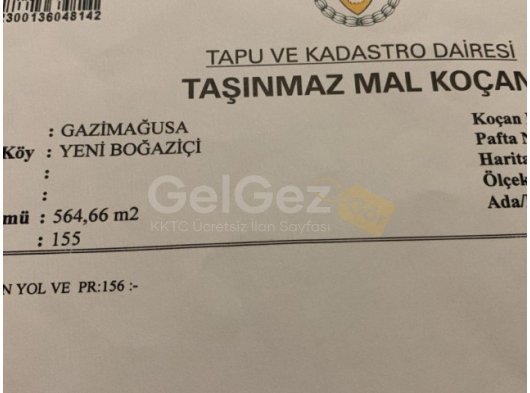 300136048142
TAPU VE KADASTRO DAİRESİ
TAŞINMAZ MAL KOÇAN
: GAZİMAĞUSA
Köy : YENİ BOĞAZİÇİ
:
:
mü : 564,66 m2
: 155
Koçan
Pafta
Harita
Ölçek
Ada/
GelGez
KKTC Ücretsiz İlan Sayfası
N YOL VE PR:156 :-